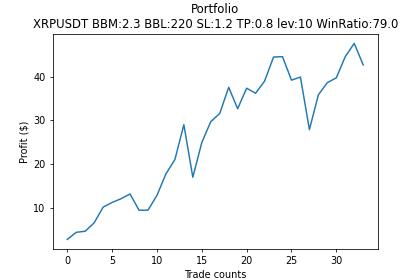 Portfolio
XRPUSDT BBM:2.3 BBL:220 SL:1.2 TP:0.8 lev:10 WinRatio:79.0
40
30
20
10
Profit ($)
0 5 10 15 20 25 30
Trade counts